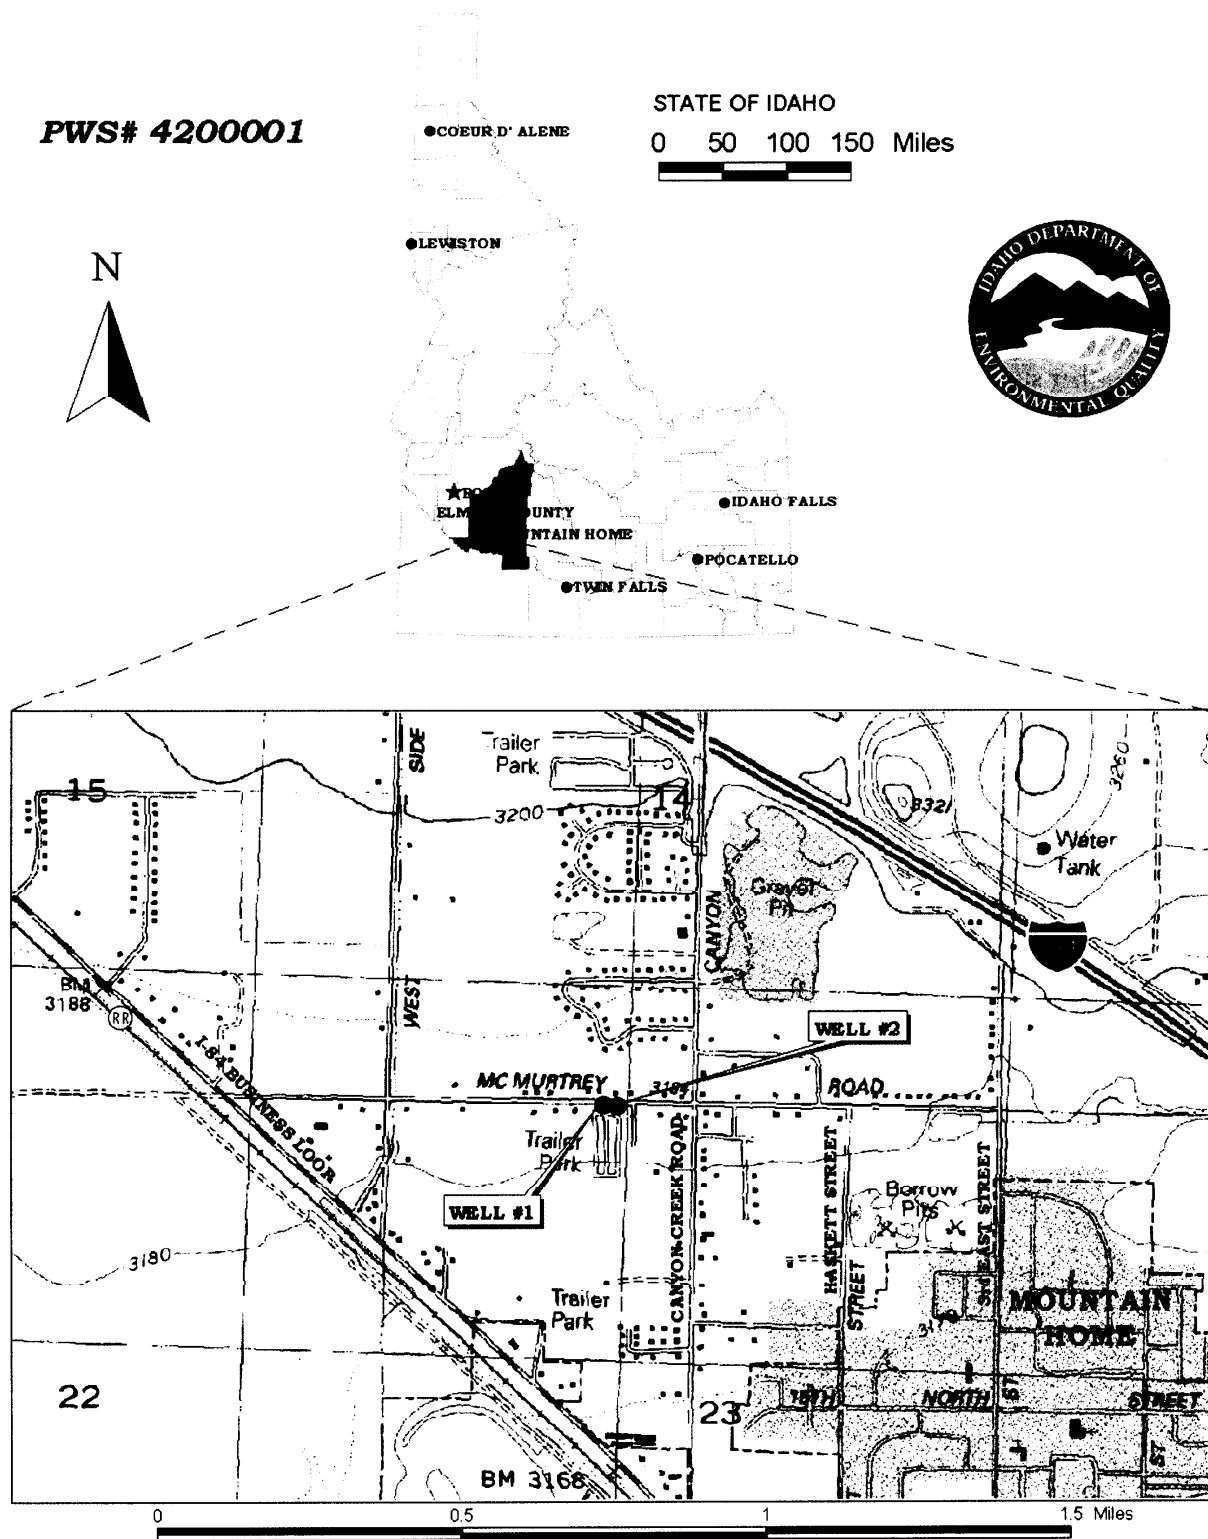 PWS# 4200001
STATE OF IDAHO
0 50 100 150 Miles
COEUR D' ALENE
LEWISTON
N
IDAHO DEPARTMENT OF
ENVIRONMENTAL QUALITY
IDAHO FALLS
UNTY
NTAIN HOME
POCATELLO
TWIN FALLS
15
SIDE
Trailer
Park
14
3200
3260
Water
Tank
Gravel
Pit
CANYON
BM
3188
RR
WEST
WELL #2
I-84 BUSINESS LOOP
MC MURTREY
ROAD
Trailer
Park
WELL #1
CANYON CREEK ROAD
HASKETT STREET
STREET
Borrow
Pits
3rd EAST STREET
3180
Trailer
Park
MOUNTAIN
HOME
22
23
NORTH
STREET
ST
ST
BM 3168
0 0.5 1 1.5 Miles